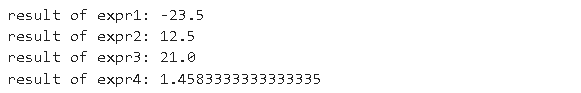 result of expr1: -23.5
result of expr2: 12.5
result of expr3: 21.0
result of expr4: 1.4583333333333335